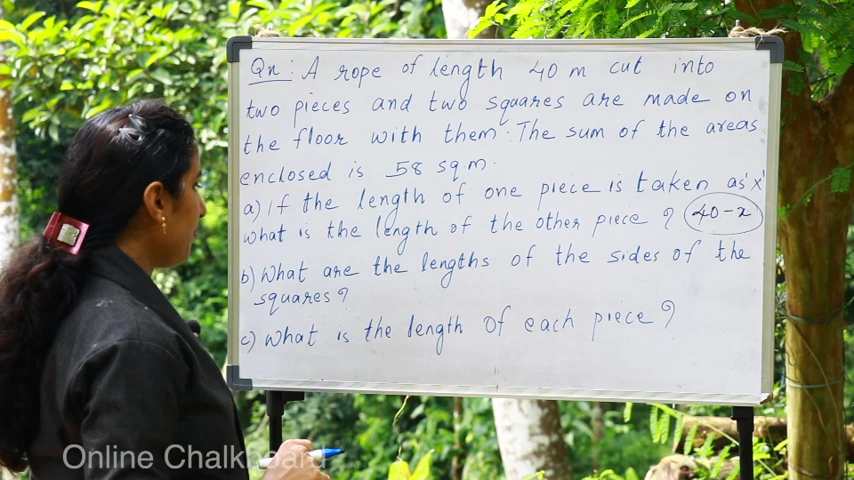 Qn: A rope of length 40 m cut into
two pieces and two squares are made on
the floor with them. The sum of the areas
enclosed is 58 sq.m.
a) If the length of one piece is taken as 'x'
what is the length of the other piece? 40-x
b) What are the lengths of the sides of the
squares?
c) What is the length of each piece?
Online Chalkboard